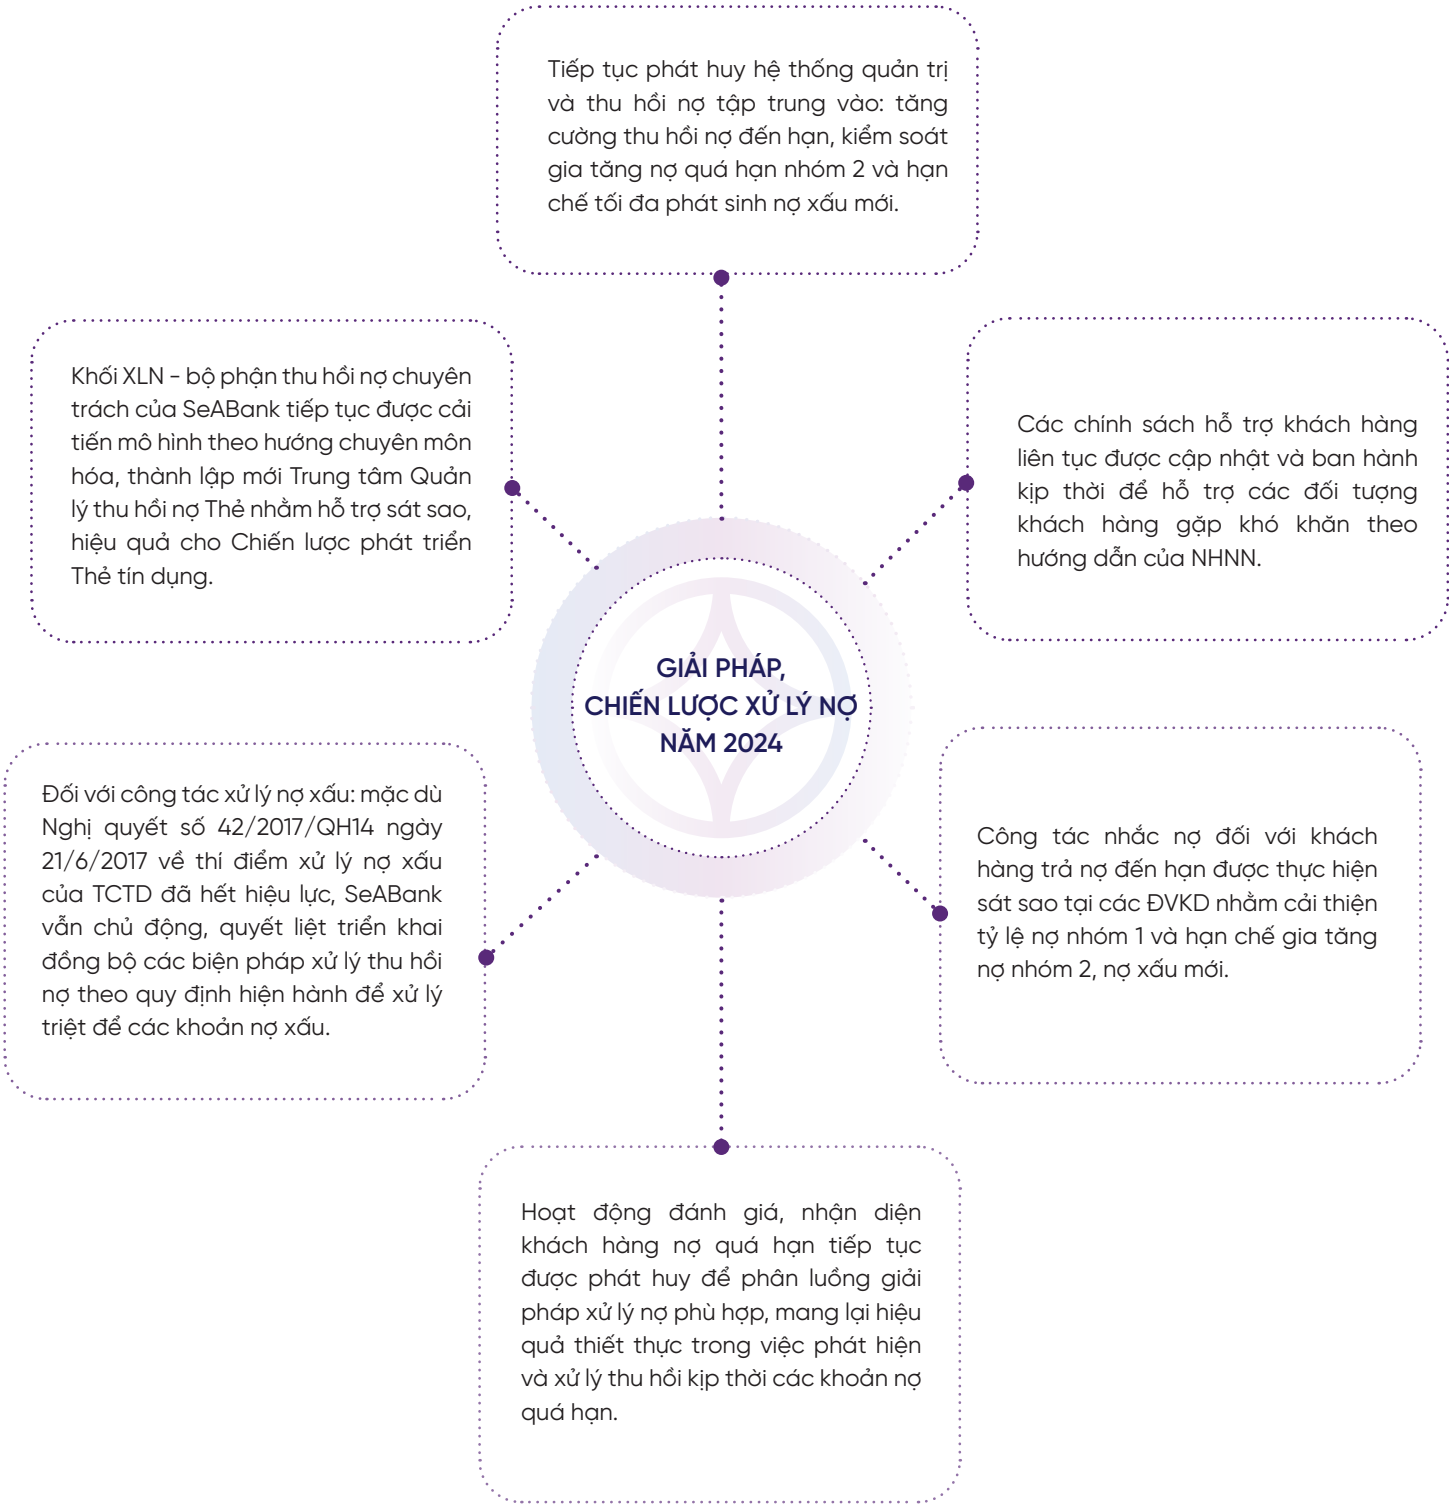 Tiếp tục phát huy hệ thống quản trị
và thu hồi nợ tập trung vào: tăng
cường thu hồi nợ đến hạn, kiểm soát
gia tăng nợ quá hạn nhóm 2 và hạn
chế tối đa phát sinh nợ xấu mới.
Khối XLN - bộ phận thu hồi nợ chuyên
trách của SeABank tiếp tục được cải
tiến mô hình theo hướng chuyên môn
hóa, thành lập mới Trung tâm Quản
lý thu hồi nợ Thẻ nhằm hỗ trợ sát sao,
hiệu quả cho Chiến lược phát triển
Thẻ tín dụng.
Các chính sách hỗ trợ khách hàng
liên tục được cập nhật và ban hành
kịp thời để hỗ trợ các đối tượng
khách hàng gặp khó khăn theo
hướng dẫn của NHNN.
GIẢI PHÁP,
CHIẾN LƯỢC XỬ LÝ NỢ
NĂM 2024
Đối với công tác xử lý nợ xấu: mặc dù
Nghị quyết số 42/2017/QH14 ngày
21/6/2017 về thí điểm xử lý nợ xấu
của TCTD đã hết hiệu lực, SeABank
vẫn chủ động, quyết liệt triển khai
đồng bộ các biện pháp xử lý thu hồi
nợ theo quy định hiện hành để xử lý
triệt để các khoản nợ xấu.
Công tác nhắc nợ đối với khách
hàng trả nợ đến hạn được thực hiện
sát sao tại các ĐVKD nhằm cải thiện
tỷ lệ nợ nhóm 1 và hạn chế gia tăng
nợ nhóm 2, nợ xấu mới.
Hoạt động đánh giá, nhận diện
khách hàng nợ quá hạn tiếp tục
được phát huy để phân luồng giải
pháp xử lý nợ phù hợp, mang lại hiệu
quả thiết thực trong việc phát hiện
và xử lý thu hồi kịp thời các khoản nợ
quá hạn.